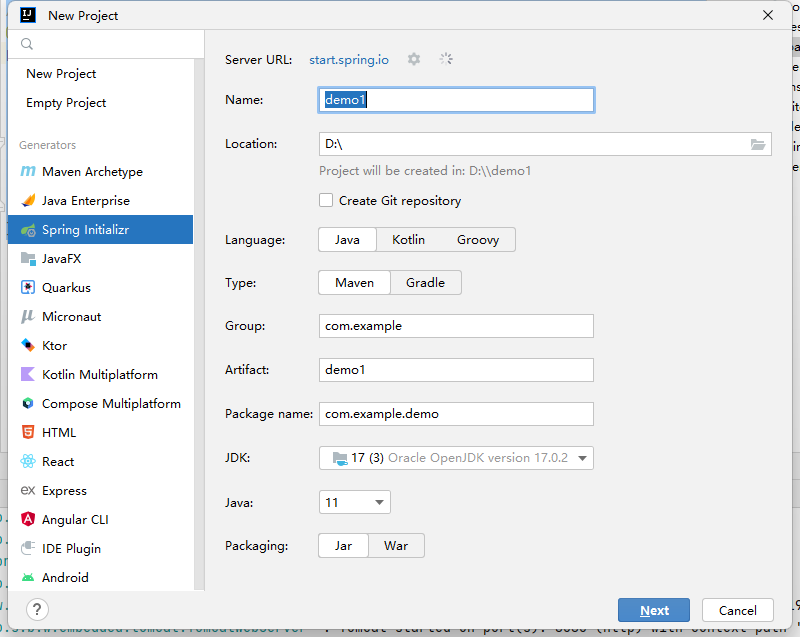 New Project
New Project
Empty Project
Generators
Maven Archetype
Java Enterprise
Spring Initializr
JavaFX
Quarkus
Micronaut
Ktor
Kotlin Multiplatform
Compose Multiplatform
HTML
React
Express
Angular CLI
IDE Plugin
Android
Server URL: start.spring.io
Name: demo1
Location: D:\
Project will be created in: D:\\demo1
Create Git repository
Language: Java Kotlin Groovy
Type: Maven Gradle
Group: com.example
Artifact: demo1
Package name: com.example.demo
JDK: 17 (3) Oracle OpenJDK version 17.0.2
Java: 11
Packaging: Jar War
? Next Cancel